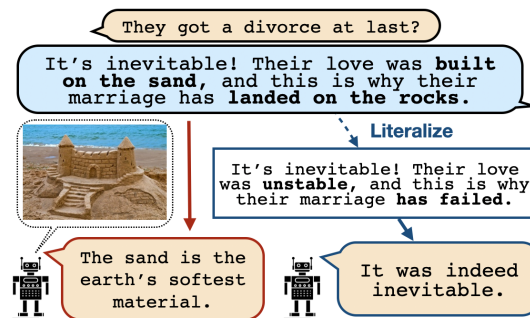 They got a divorce at last?
It's inevitable! Their love was built
on the sand, and this is why their
marriage has landed on the rocks.
Literalize
It's inevitable! Their love
was unstable, and this is why
their marriage has failed.
The sand is the
earth's softest
material.
It was indeed
inevitable.